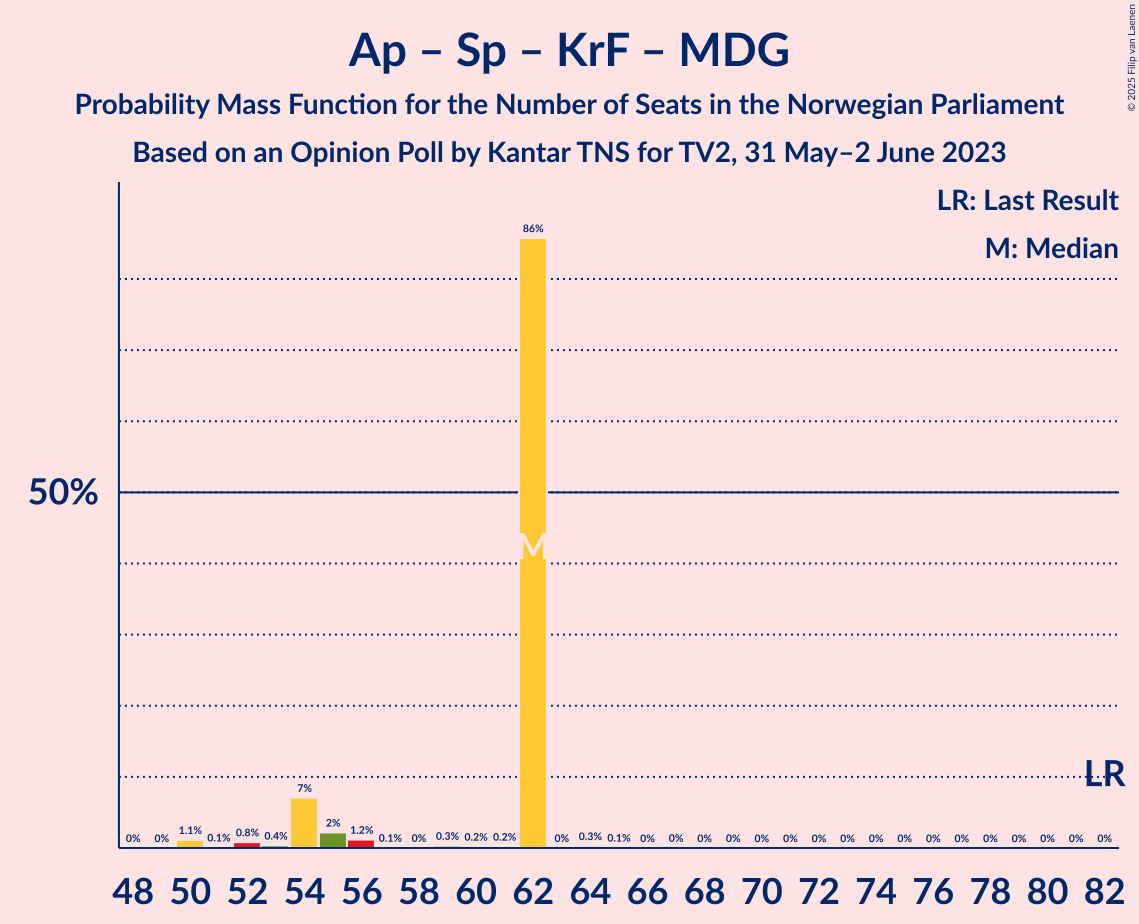 Ap – Sp – KrF – MDG
Probability Mass Function for the Number of Seats in the Norwegian Parliament
Based on an Opinion Poll by Kantar TNS for TV2, 31 May–2 June 2023
© 2025 Filip van Laenen
LR: Last Result
M: Median
50%
86%
M
LR
0% 0% 1.1% 0.1% 0.8% 0.4% 7% 2% 1.2% 0.1% 0% 0.3% 0.2% 0.2% 0% 0.3% 0.1% 0% 0% 0% 0% 0% 0% 0% 0% 0% 0% 0% 0% 0% 0% 0% 0% 0%
48 50 52 54 56 58 60 62 64 66 68 70 72 74 76 78 80 82